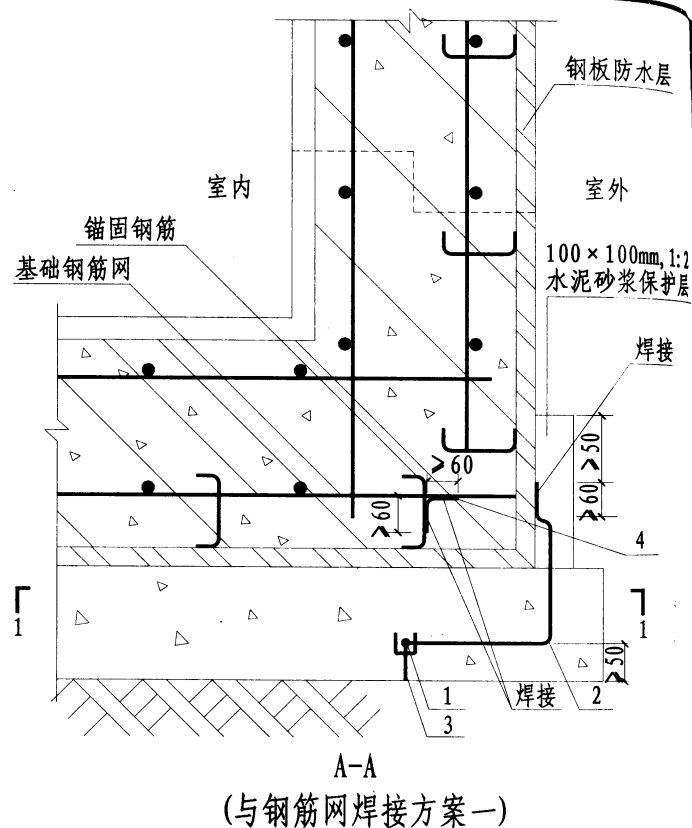 钢板防水层
室内
室外
锚固钢筋
基础钢筋网
100×100mm,1:2
水泥砂浆保护层
焊接
≥60
≥50
≥60
≥60
4
1
1
≥50
1
焊接
2
3
A-A
(与钢筋网焊接方案一)